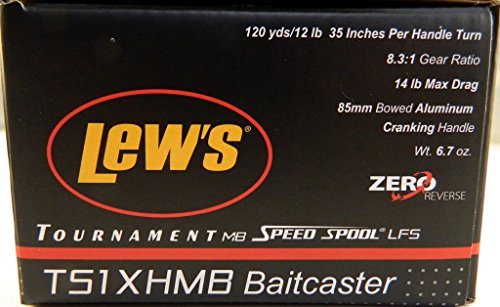 120 yds/12 lb 35 Inches Per Handle Turn
8.3:1 Gear Ratio
14 lb Max Drag
85mm Bowed Aluminum
Cranking Handle
Wt. 6.7 oz.
LEW'S®
ZERO
REVERSE
TOURNAMENT MB SPEED SPOOL® LFS
TS1XHMB Baitcaster